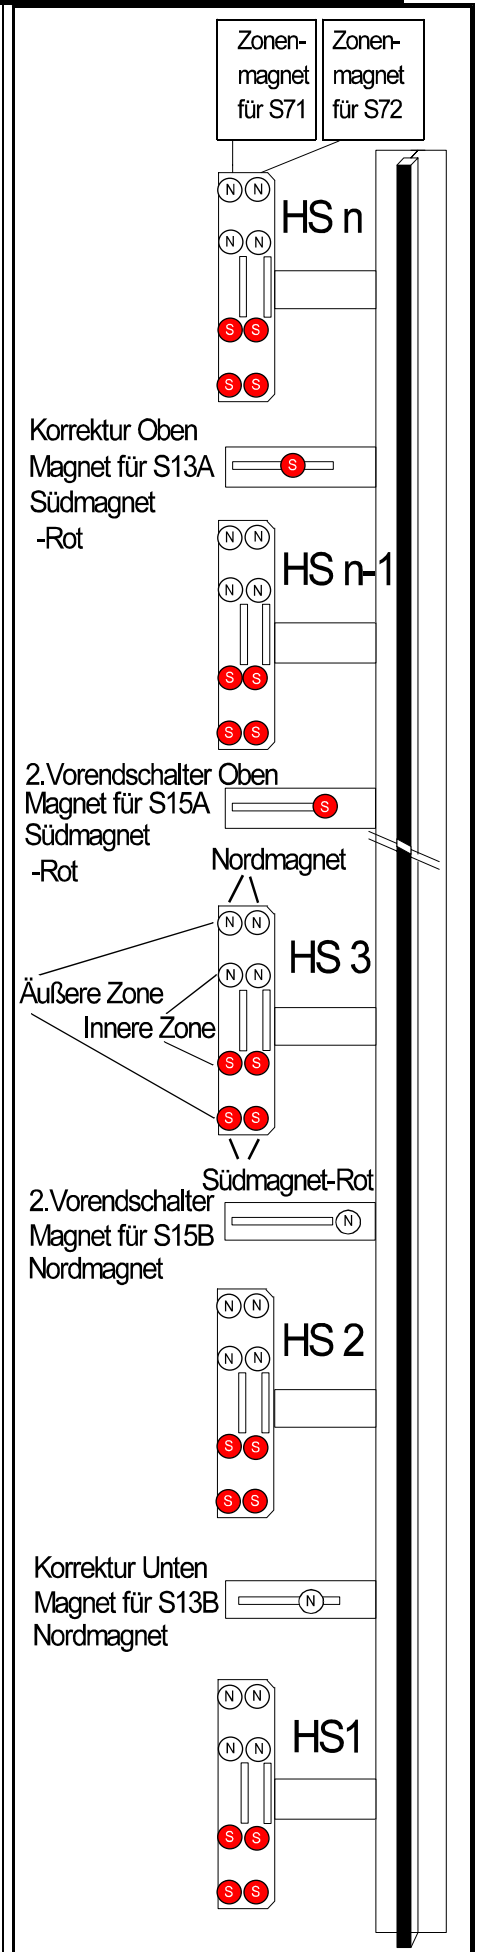 Zonen-
magnet
für S71
Zonen-
magnet
für S72
N N
HS n
N N
S S
S S
Korrektur Oben
Magnet für S13A
S
Südmagnet
-Rot
N N
HS n-1
N N
S S
S S
2.Vorendschalter Oben
Magnet für S15A
S
Südmagnet
-Rot
Nordmagnet
N N
HS 3
N N
Äußere Zone
Innere Zone
S S
S S
Südmagnet-Rot
2.Vorendschalter
Magnet für S15B
N
Nordmagnet
N N
HS 2
N N
S S
S S
Korrektur Unten
Magnet für S13B
N
Nordmagnet
N N
HS1
N N
S S
S S